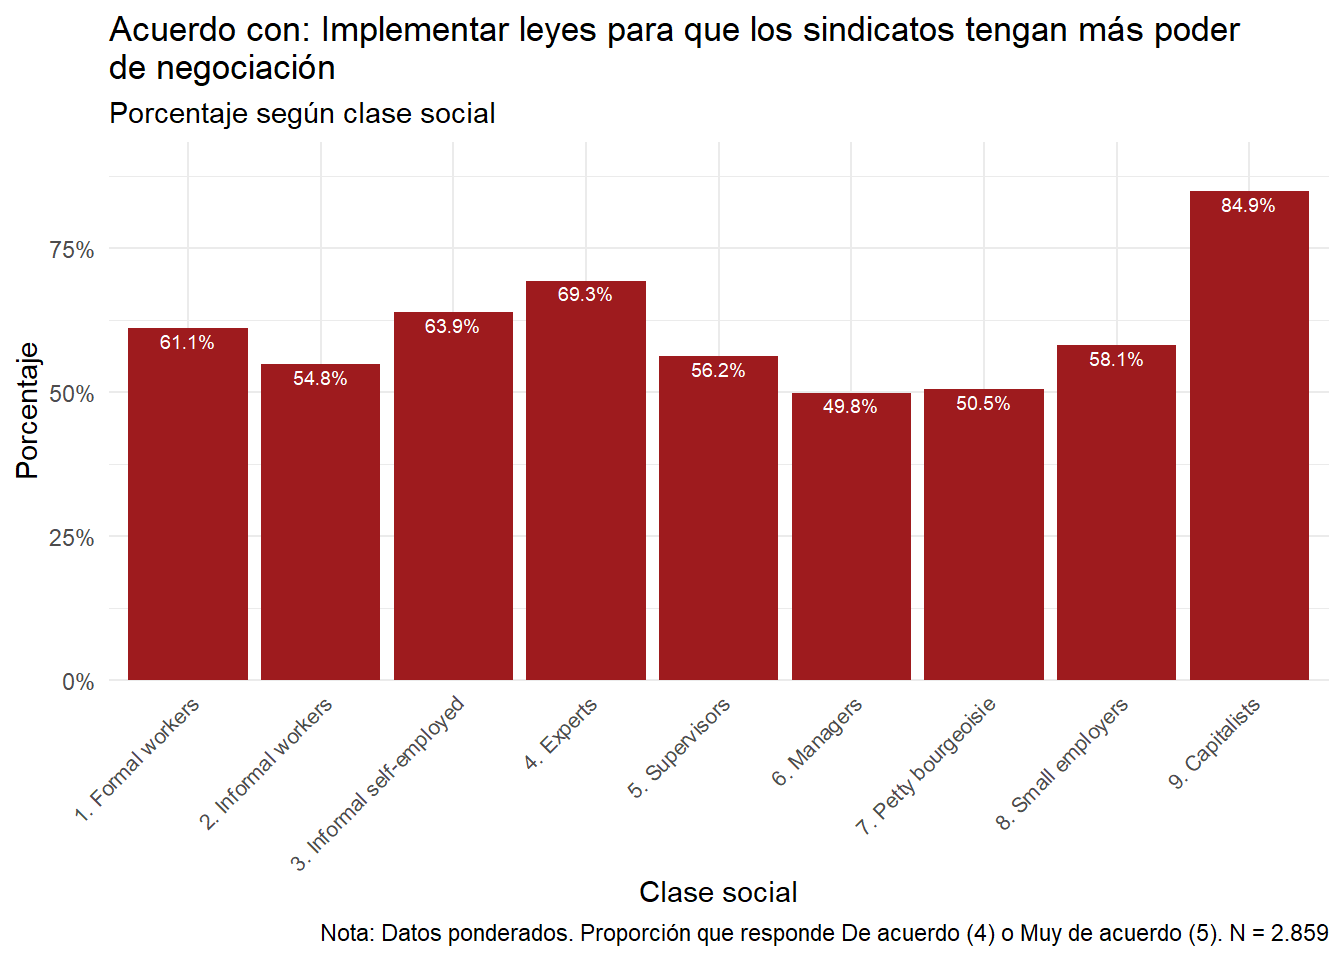 Acuerdo con: Implementar leyes para que los sindicatos tengan más poder
de negociación
Porcentaje según clase social
Porcentaje
75%
50%
25%
0%
61.1%
54.8%
63.9%
69.3%
56.2%
49.8%
50.5%
58.1%
84.9%
1. Formal workers
2. Informal workers
3. Informal self-employed
4. Experts
5. Supervisors
6. Managers
7. Petty bourgeoisie
8. Small employers
9. Capitalists
Clase social
Nota: Datos ponderados. Proporción que responde De acuerdo (4) o Muy de acuerdo (5). N = 2.859